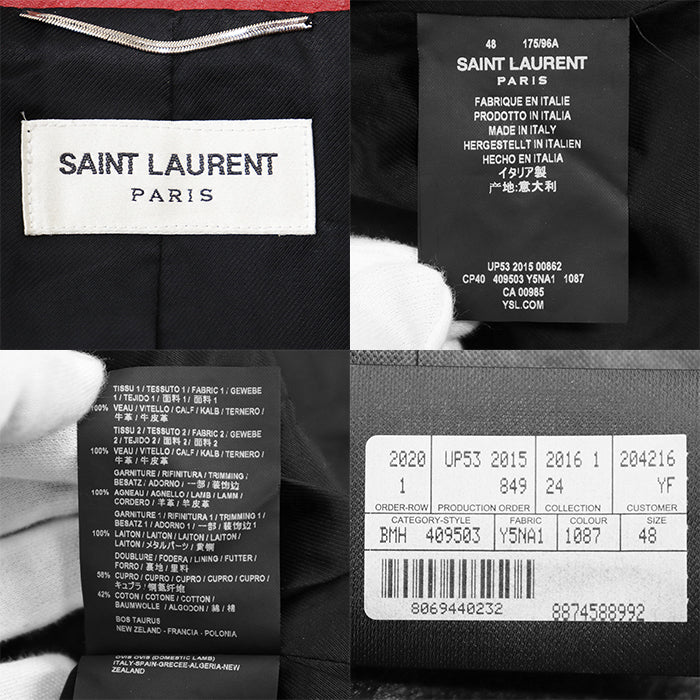 SAINT LAURENT
PARIS
48 175/96A
SAINT LAURENT
PARIS
FABRIQUE EN ITALIE
PRODOTTO IN ITALIA
MADE IN ITALY
HERGESTELLT IN ITALIEN
HECHO EN ITALIA
イタリア製
产地:意大利
UP53 2015 00862
CP40 409503 Y5NA1 1087
CA 00985
YSL.COM
TISSU 1 / TESSUTO 1 / FABRIC 1 / GEWEBE
1 / TEJIDO 1 / 面料 1 / 面料 1
100% VEAU / VITELLO / CALF / KALB / TERNERO /
牛革 / 牛皮革
TISSU 2 / TESSUTO 2 / FABRIC 2 / GEWEBE
2 / TEJIDO 2 / 面料 2 / 面料 2
100% VEAU / VITELLO / CALF / KALB / TERNERO /
牛革 / 牛皮革
GARNITURE / RIFINITURA / TRIMMING /
BESATZ / ADORNO / 一部 / 装饰边
100% AGNEAU / AGNELLO / LAMB / LAMM /
CORDERO / 羊革 / 羊皮革
GARNITURE 1 / RIFINITURA 1 / TRIMMING 1 /
BESATZ 1 / ADORNO 1 / 一部 / 装饰边 1
100% LAITON / LAITON / LAITON / LAITON /
LAITON / メタルパーツ / 黄铜
DOUBLURE / FODERA / LINING / FUTTER /
FORRO / 裏地 / 里料
58% CUPRO / CUPRO / CUPRO / CUPRO / CUPRO /
キュプラ / 铜氨纤维
42% COTON / COTONE / COTTON /
BAUMWOLLE / ALGODON / 綿 / 棉
BOS TAURUS
NEW ZELAND - FRANCIA - POLONIA
OVIS OVIS (DOMESTIC LAMB)
ITALY-SPAIN-GRECEE-ALGERIA-NEW
ZEALAND
2020 UP53 2015 2016 1 204216
1 849 24 YF
ORDER-ROW PRODUCTION ORDER COLLECTION CUSTOMER
CATEGORY-STYLE FABRIC COLOUR SIZE
BMH 409503 Y5NA1 1087 48
8069440232 8874588992